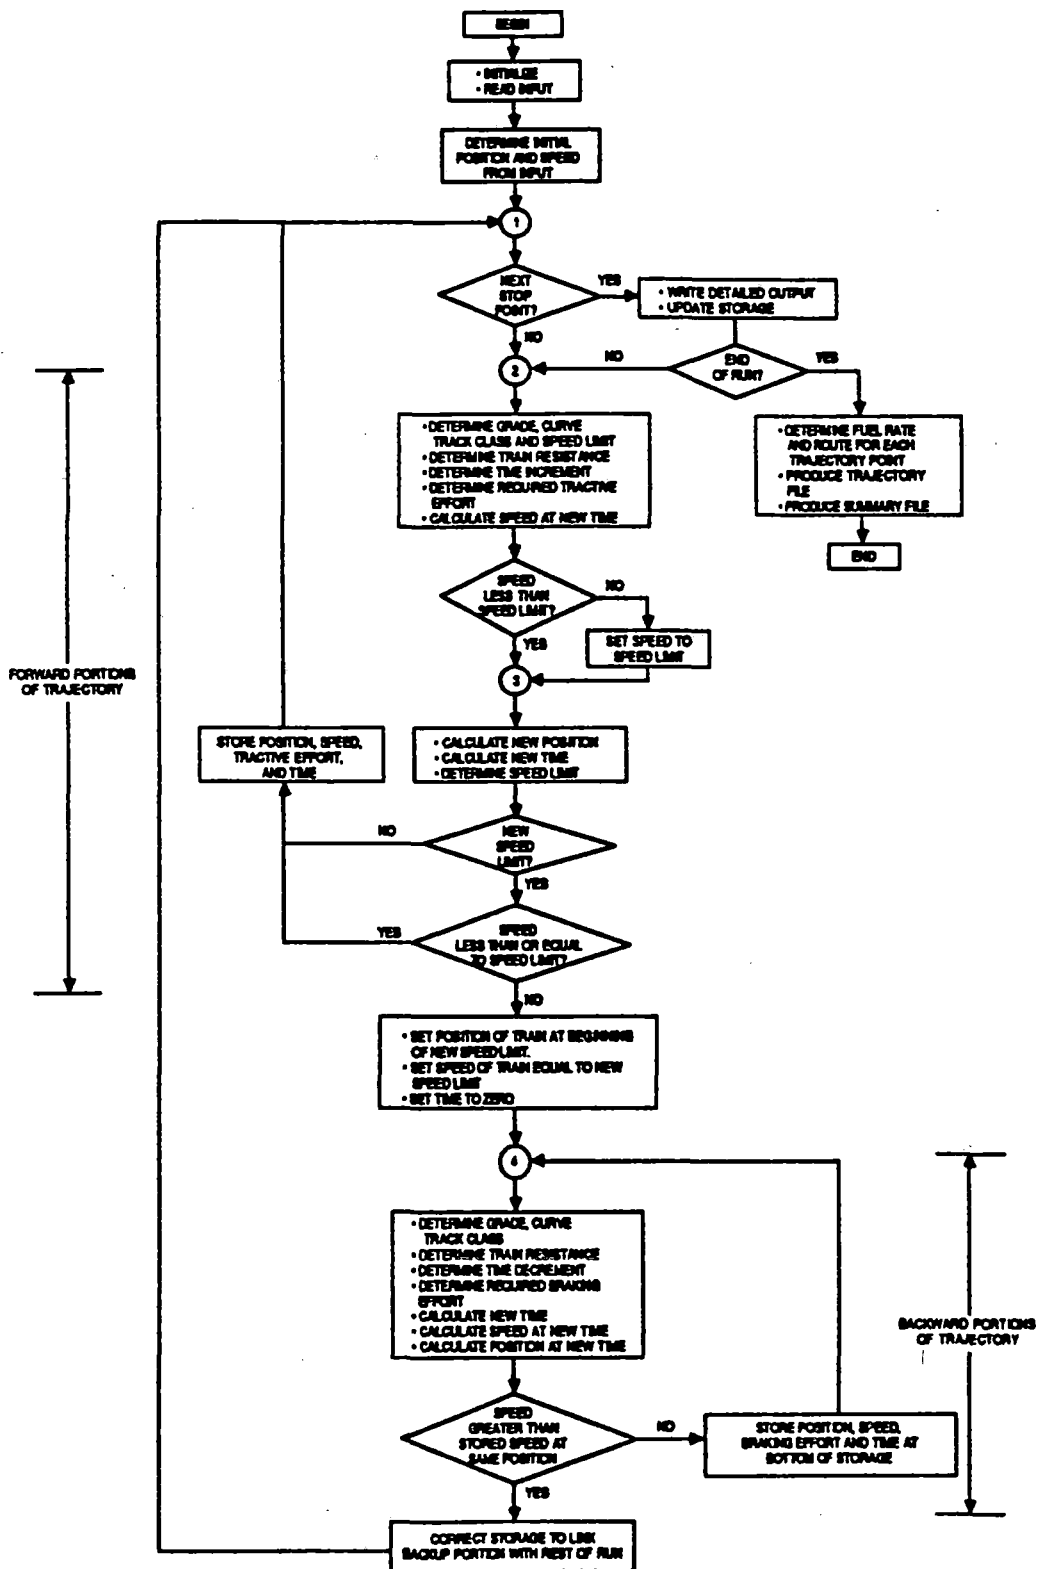 BEGIN
• INITIALIZE
• READ INPUT
DETERMINE INITIAL
POSITION AND SPEED
FROM INPUT
1
NEXT
STOP
POSIT?
YES
• WRITE DETAILED OUTPUT
• UPDATE STORAGE
NO
2
NO
END
OF RUN?
YES
• DETERMINE GRADE, CURVE
TRACK CLASS AND SPEED LIMIT
• DETERMINE TRAIN RESISTANCE
• DETERMINE TIME INCREMENT
• DETERMINE REQUIRED TRACTIVE
EFFORT
• CALCULATE SPEED AT NEW TIME
• DETERMINE FUEL RATE
AND ROUTE FOR EACH
TRAJECTORY POINT
• PRODUCE TRAJECTORY
FILE
• PRODUCE SUMMARY FILE
END
SPEED
LESS THAN
SPEED LIMIT?
NO
YES
SET SPEED TO
SPEED LIMIT
3
FORWARD PORTIONS
OF TRAJECTORY
STORE POSITION, SPEED,
TRACTIVE EFFORT,
AND TIME
• CALCULATE NEW POSITION
• CALCULATE NEW TIME
• DETERMINE SPEED LIMIT
NO
NEW
SPEED
LIMIT?
YES
YES
SPEED
LESS THAN OR EQUAL
TO SPEED LIMIT?
NO
• SET POSITION OF TRAIN AT BEGINNING
OF NEW SPEED LIMIT.
• SET SPEED OF TRAIN EQUAL TO NEW
SPEED LIMIT
• SET TIME TO ZERO
4
• DETERMINE GRADE, CURVE
TRACK CLASS
• DETERMINE TRAIN RESISTANCE
• DETERMINE TIME DECREMENT
• DETERMINE REQUIRED BRAKING
EFFORT
• CALCULATE NEW TIME
• CALCULATE SPEED AT NEW TIME
• CALCULATE POSITION AT NEW TIME
BACKWARD PORTIONS
OF TRAJECTORY
SPEED
GREATER THAN
STORED SPEED AT
SAME POSITION
NO
STORE POSITION, SPEED,
BRAKING EFFORT AND TIME AT
BOTTOM OF STORAGE
YES
CORRECT STORAGE TO LINK
BACKUP PORTION WITH REST OF RUN